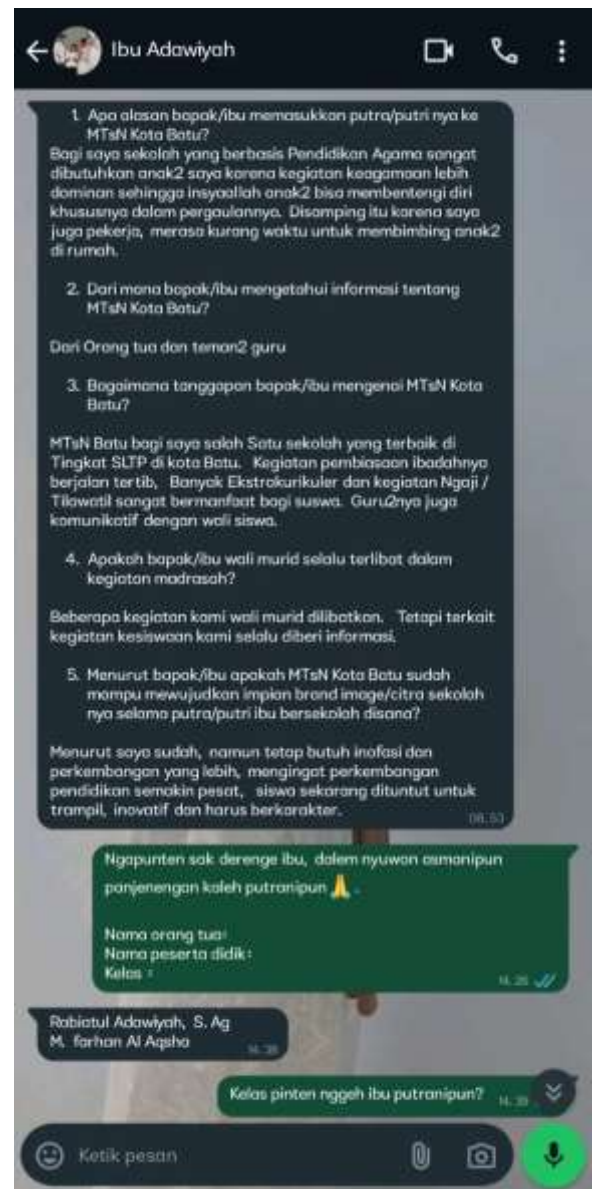 Ibu Adawiyah
1. Apa alasan bapak/ibu memasukkan putra/putri nya ke
MTsN Kota Batu?
Bagi saya sekolah yang berbasis Pendidikan Agama sangat
dibutuhkan anak2 saya karena kegiatan keagamaan lebih
dominan sehingga insyaallah anak2 bisa membentengi diri
khususnya dalam pergaulannya. Disamping itu karena saya
juga pekerja, merasa kurang waktu untuk membimbing anak2
di rumah.
2. Dari mana bapak/ibu mengetahui informasi tentang
MTsN Kota Batu?
Dari Orang tua dan teman2 guru
3. Bagaimana tanggapan bapak/ibu mengenai MTsN Kota
Batu?
MTsN Batu bagi saya salah Satu sekolah yang terbaik di
Tingkat SLTP di kota Batu. Kegiatan pembiasaan ibadahnya
berjalan tertib, Banyak Ekstrakurikuler dan kegiatan Ngaji /
Tilawatil sangat bermanfaat bagi suswa. Guru2nya juga
komunikatif dengan wali siswa.
4. Apakah bapak/ibu wali murid selalu terlibat dalam
kegiatan madrasah?
Beberapa kegiatan kami wali murid dilibatkan. Tetapi terkait
kegiatan kesiswaan kami selalu diberi informasi.
5. Menurut bapak/ibu apakah MTsN Kota Batu sudah
mampu mewujudkan impian brand image/citra sekolah
nya selama putra/putri ibu bersekolah disana?
Menurut saya sudah, namun tetap butuh inofasi dan
perkembangan yang lebih, mengingat perkembangan
pendidikan semakin pesat, siswa sekarang dituntut untuk
trampil, inovatif dan harus berkarakter.
08.53
Ngapunten sak derenge ibu, dalem nyuwon asmanipun
panjenengan kaleh putranipun 🙏.
Nama orang tua:
Nama peserta didik:
Kelas :
Rabiatul Adawiyah, S. Ag
M. farhan Al Aqsha
Kelas pinten nggeh ibu putranipun?
Ketik pesan